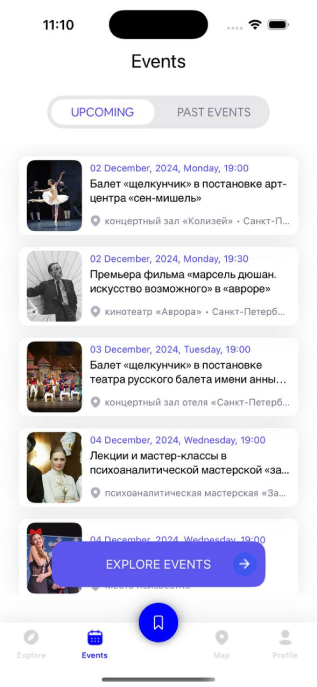 11:10
Events
UPCOMING
PAST EVENTS
02 December, 2024, Monday, 19:00
Балет «щелкунчик» в постановке арт-
центра «сен-мишель»
концертный зал «Колизей» • Санкт-П...
02 December, 2024, Monday, 19:30
Премьера фильма «марсель дюшан.
искусство возможного» в «авроре»
кинотеатр «Аврора» • Санкт-Петерб...
03 December, 2024, Tuesday, 19:00
Балет «щелкунчик» в постановке
театра русского балета имени анны...
концертный зал отеля «Санкт-Петерб...
04 December, 2024, Wednesday, 19:00
Лекции и мастер-классы в
психоаналитической мастерской «за...
психоаналитическая мастерская «За...
04 December, 2024, Wednesday, 19:00
EXPLORE EVENTS
Explore
Events
Map
Profile